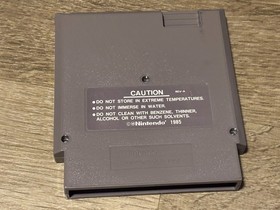 CAUTION
• DO NOT STORE IN EXTREME TEMPERATURES.
• DO NOT IMMERSE IN WATER.
• DO NOT CLEAN WITH BENZENE, THINNER,
ALCOHOL OR OTHER SUCH SOLVENTS.
©®Nintendo® 1985